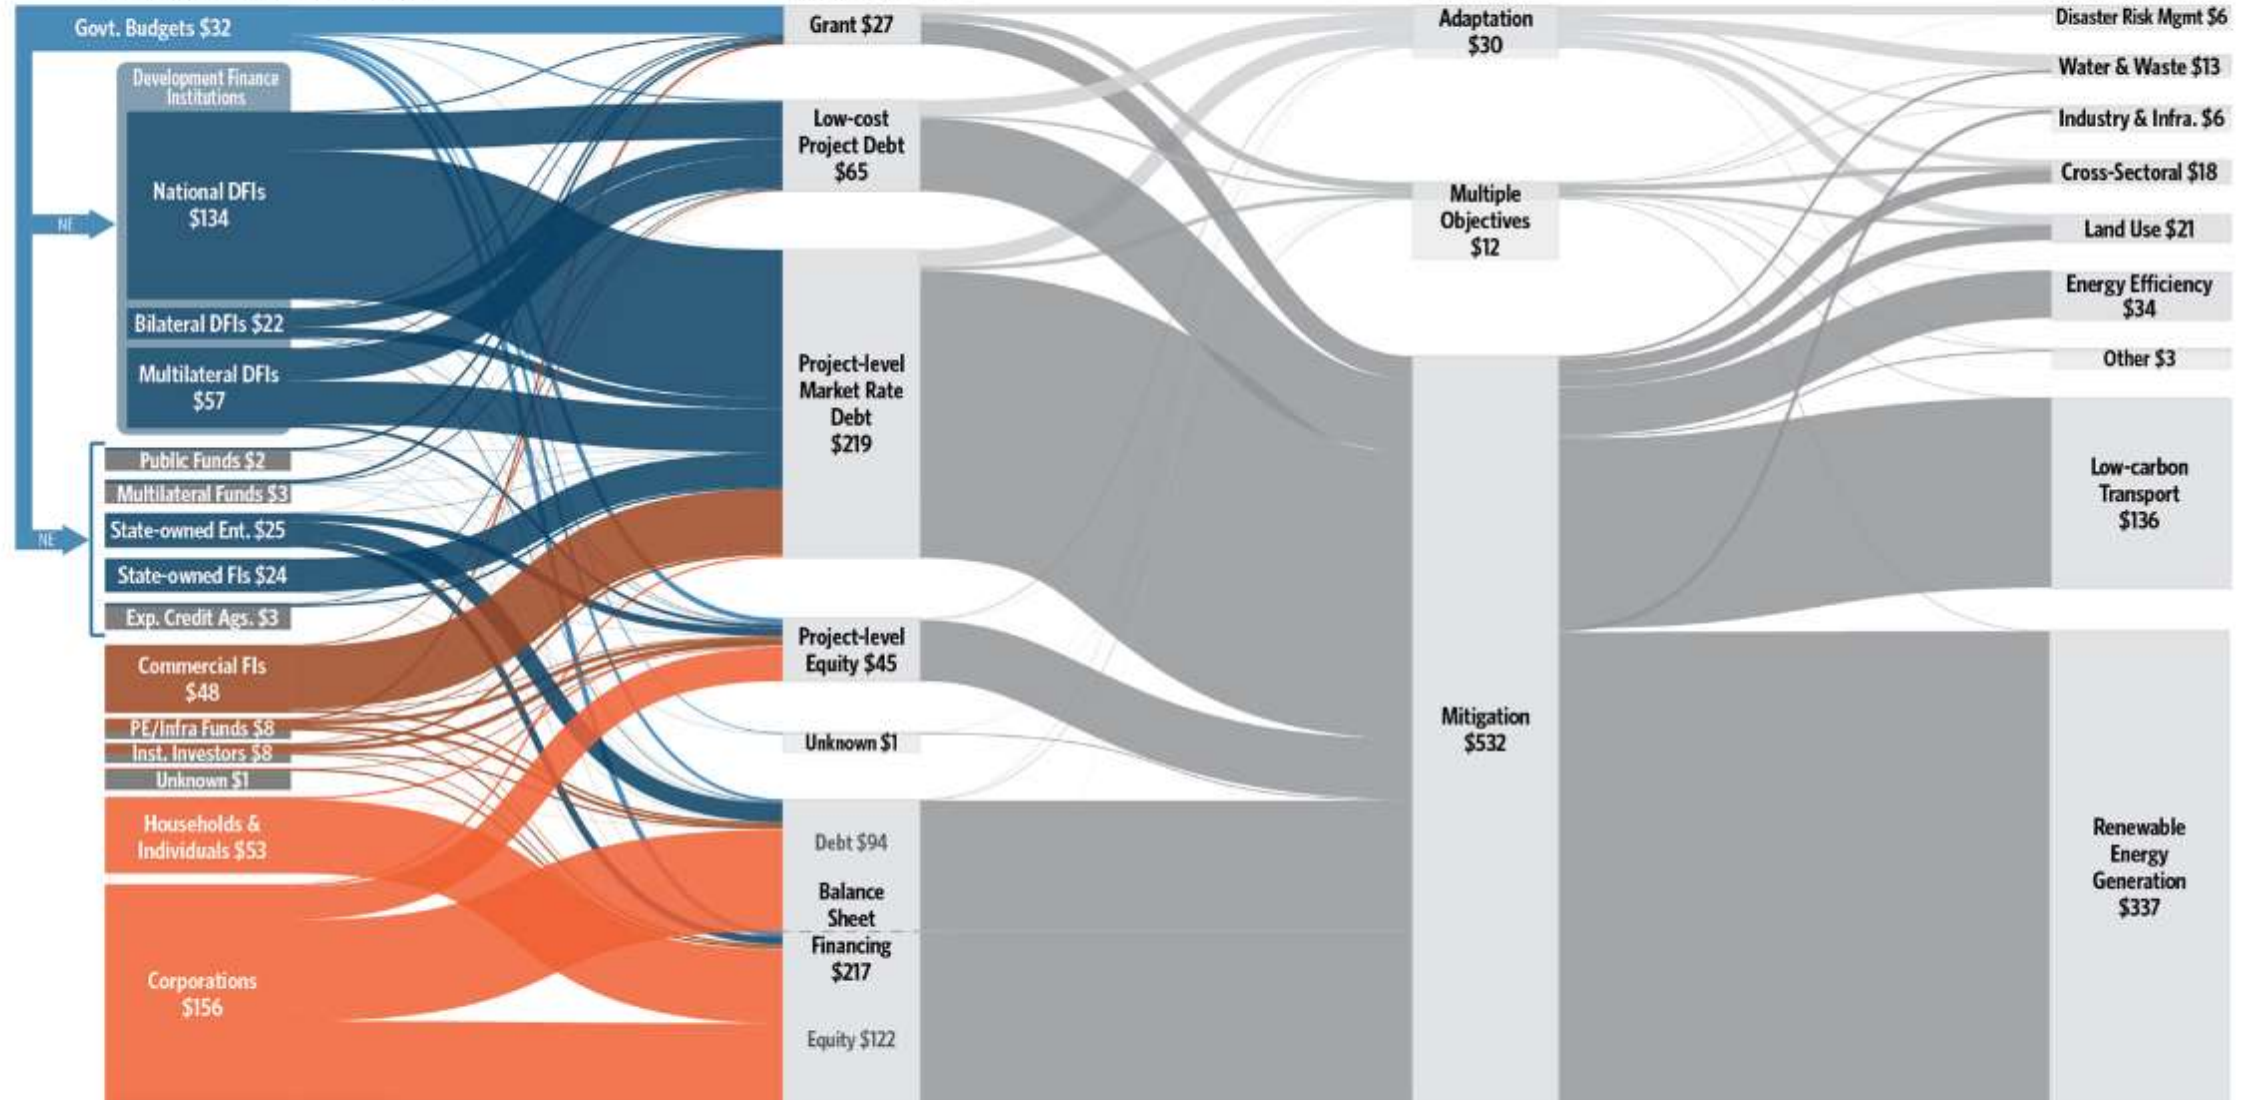 Govt. Budgets $32
Development Finance
Institutions
National DFIs
$134
NE
Bilateral DFIs $22
Multilateral DFIs
$57
Public Funds $2
Multilateral Funds $3
State-owned Ent. $25
NE
State-owned FIs $24
Exp. Credit Ags. $3
Commercial FIs
$48
PE/Infra Funds $8
Inst. Investors $8
Unknown $1
Households &
Individuals $53
Corporations
$156
Grant $27
Low-cost
Project Debt
$65
Project-level
Market Rate
Debt
$219
Project-level
Equity $45
Unknown $1
Debt $94
Balance
Sheet
Financing
$217
Equity $122
Adaptation
$30
Multiple
Objectives
$12
Mitigation
$532
Disaster Risk Mgmt $6
Water & Waste $13
Industry & Infra. $6
Cross-Sectoral $18
Land Use $21
Energy Efficiency
$34
Other $3
Low-carbon
Transport
$136
Renewable
Energy
Generation
$337